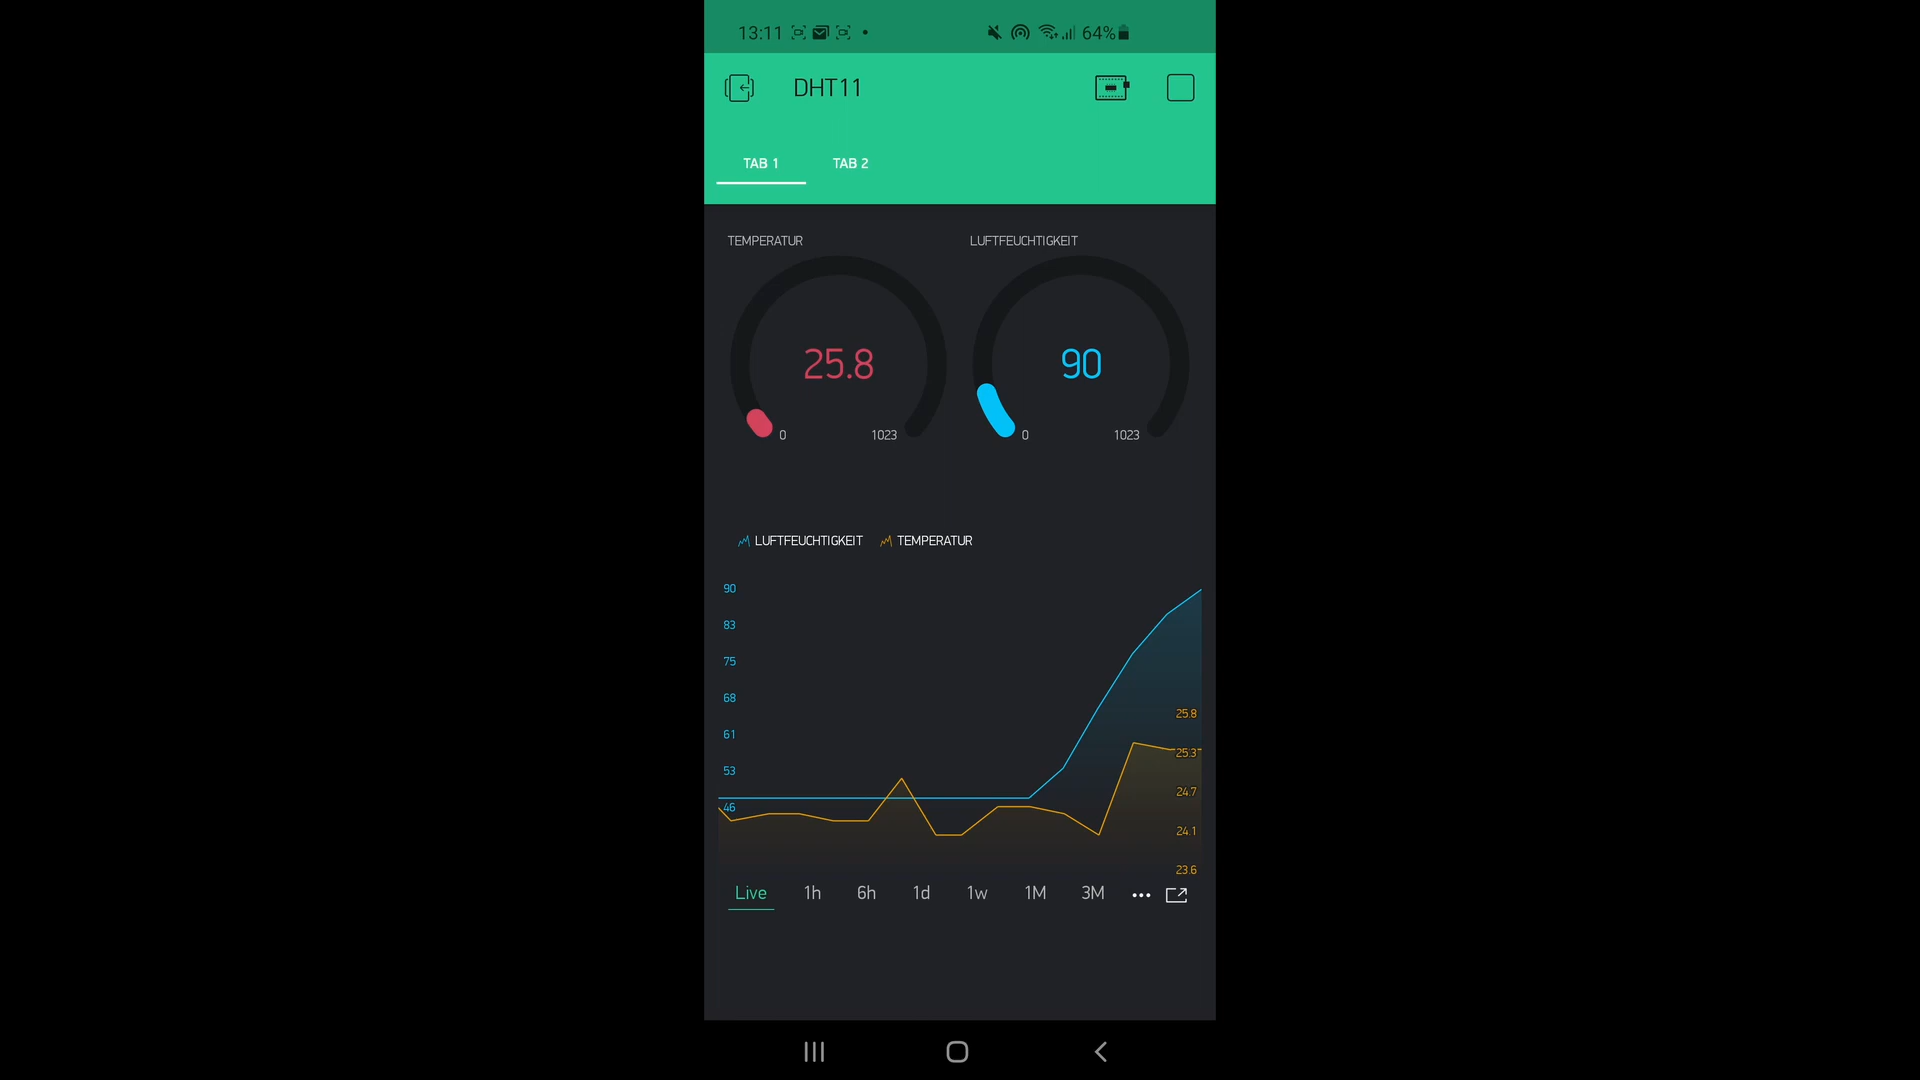 13:11 64%
DHT11
TAB 1 TAB 2
TEMPERATUR LUFTFEUCHTIGKEIT
25.8 90
0 1023 0 1023
LUFTFEUCHTIGKEIT TEMPERATUR
90
83
75
68
25.8
61
25.3
53
24.7
46
24.1
23.6
Live 1h 6h 1d 1w 1M 3M